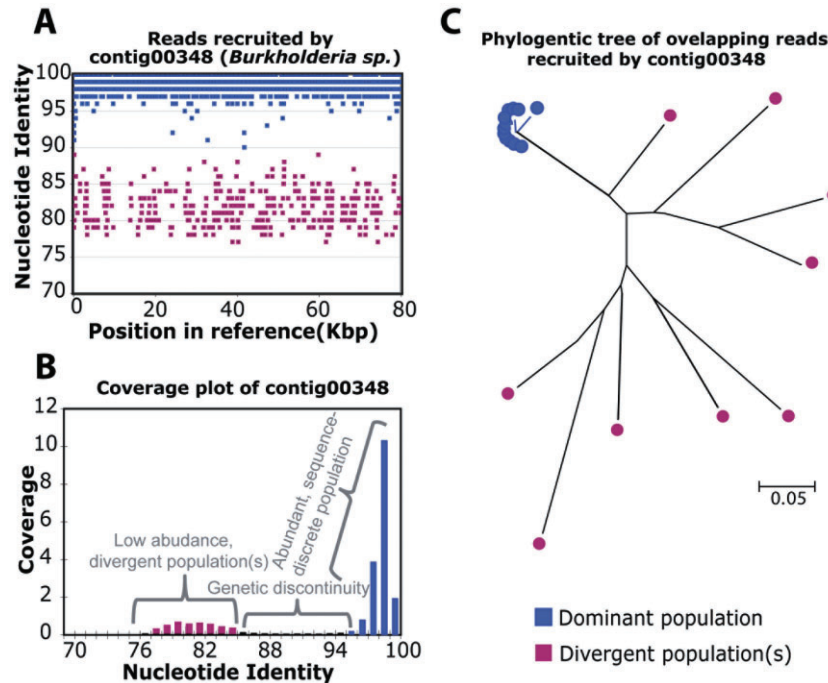 A
Reads recruited by
contig00348 (Burkholderia sp.)
Nucleotide Identity
100
95
90
85
80
75
70
0 20 40 60 80
Position in reference(Kbp)
B
Coverage plot of contig00348
Coverage
12
10
8
6
4
2
0
Low abudance,
divergent population(s)
Genetic discontinuity
Abundant, sequence-
discrete population
70 76 82 88 94 100
Nucleotide Identity
C
Phylogentic tree of ovelapping reads
recruited by contig00348
0.05
Dominant population
Divergent population(s)